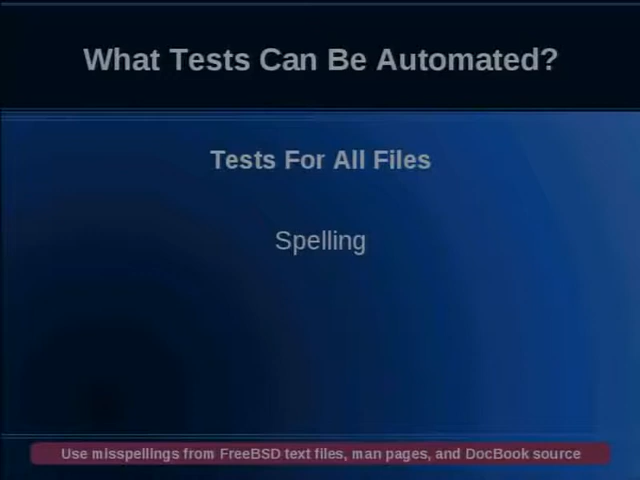 What Tests Can Be Automated?
Tests For All Files
Spelling
Use misspellings from FreeBSD text files, man pages, and DocBook source